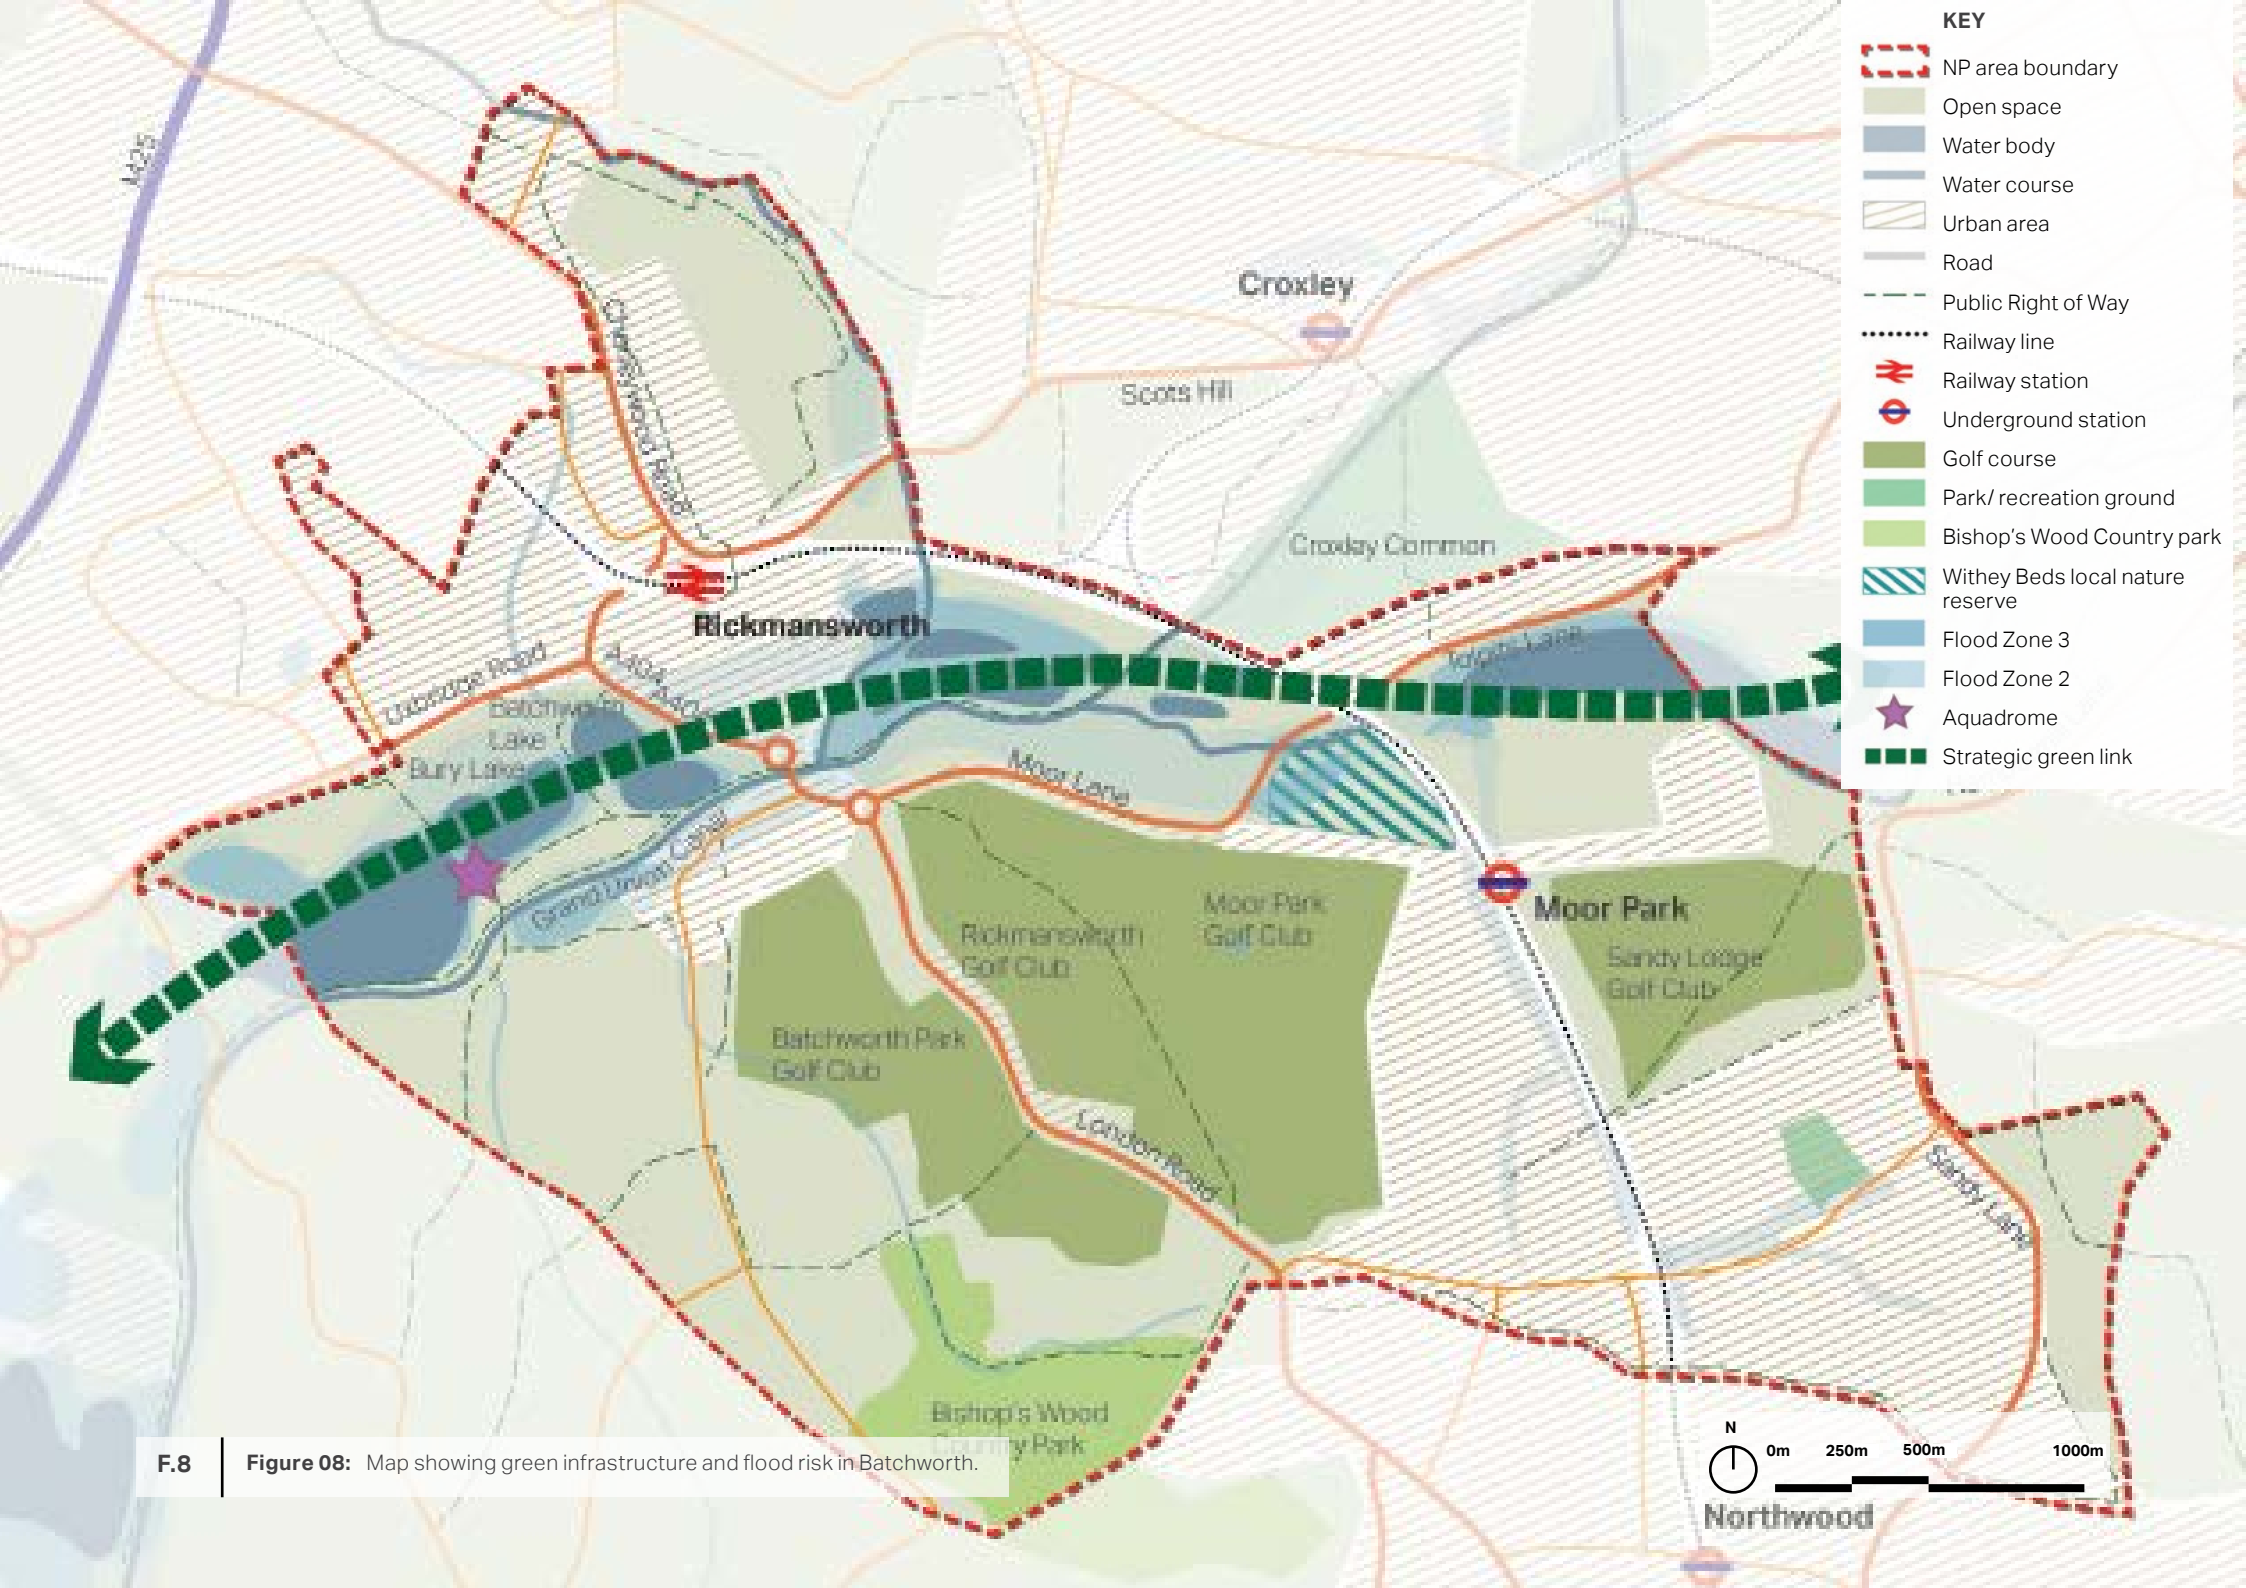 KEY
NP area boundary
Open space
Water body
Water course
Urban area
Road
Public Right of Way
Railway line
Railway station
Underground station
Golf course
Park/ recreation ground
Bishop's Wood Country park
Withey Beds local nature
reserve
Flood Zone 3
Flood Zone 2
Aquadrome
Strategic green link
M25
Croxley
Scots Hill
Croxley Common
Rickmansworth
Uxbridge Road
A404
Batchworth
Lake
Bury Lake
Moor Lane
Grand Union Canal
Moor Park
Golf Club
Rickmansworth
Golf Club
Moor Park
Sandy Lodge
Golf Club
Batchworth Park
Golf Club
London Road
Sandy Lane
Bishop's Wood
Country Park
F.8
Figure 08: Map showing green infrastructure and flood risk in Batchworth.
N
0m 250m 500m 1000m
Northwood